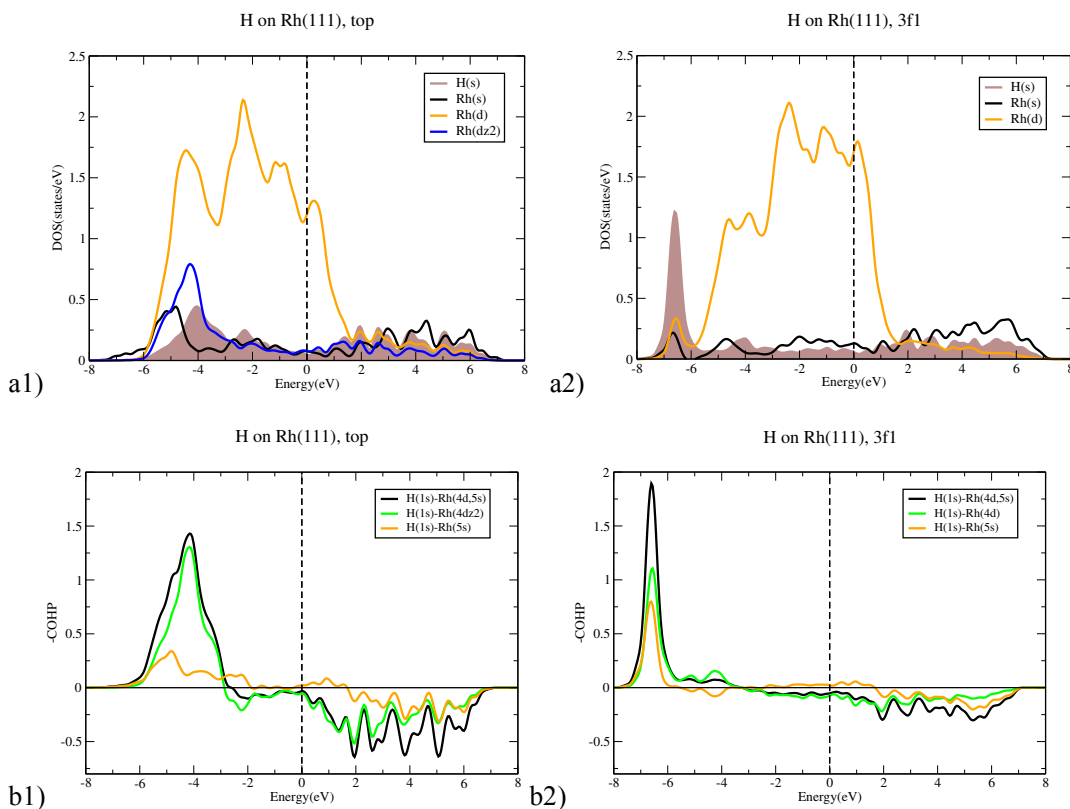 H on Rh(111), top
2.5
2
1.5
1
0.5
0
DOS(states/eV)
H(s)
Rh(s)
Rh(d)
Rh(dz2)
-8 -6 -4 -2 0 2 4 6 8
Energy(eV)
a1)
H on Rh(111), 3f1
2.5
2
1.5
1
0.5
0
DOS(states/eV)
H(s)
Rh(s)
Rh(d)
-8 -6 -4 -2 0 2 4 6 8
Energy(eV)
a2)
H on Rh(111), top
2
1.5
1
0.5
0
-0.5
-COHP
H(1s)-Rh(4d,5s)
H(1s)-Rh(4dz2)
H(1s)-Rh(5s)
-8 -6 -4 -2 0 2 4 6 8
Energy(eV)
b1)
H on Rh(111), 3f1
2
1.5
1
0.5
0
-0.5
-COHP
H(1s)-Rh(4d,5s)
H(1s)-Rh(4d)
H(1s)-Rh(5s)
-8 -6 -4 -2 0 2 4 6 8
Energy(eV)
b2)